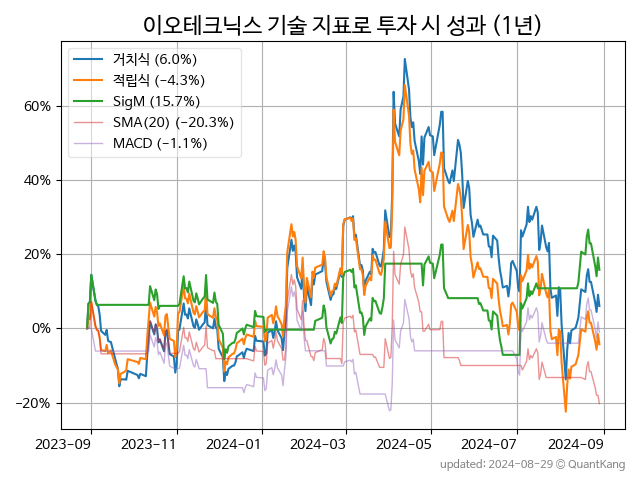 이오테크닉스 기술 지표로 투자 시 성과 (1년)
거치식 (6.0%)
적립식 (−4.3%)
SigM (15.7%)
SMA(20) (−20.3%)
MACD (−1.1%)
60%
40%
20%
0%
−20%
2023-09 2023-11 2024-01 2024-03 2024-05 2024-07 2024-09
updated: 2024-08-29 © QuantKang